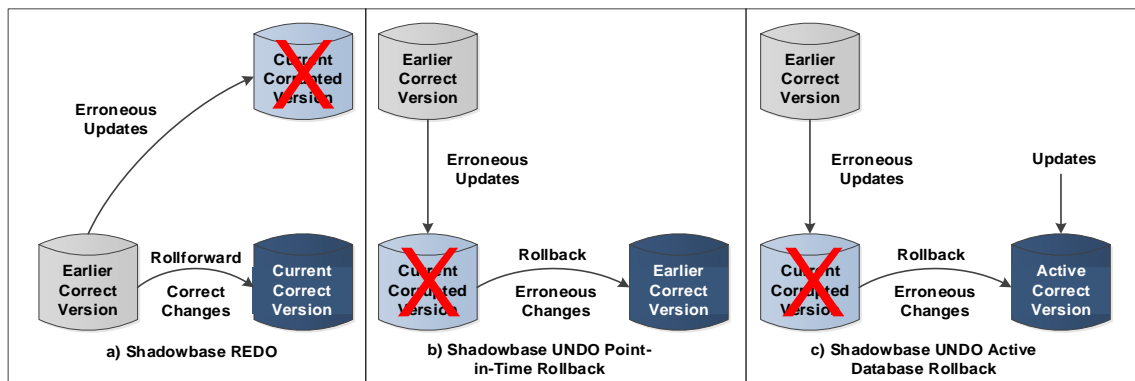 Current
Corrupted
Version
Erroneous
Updates
Earlier
Correct
Version
Rollforward
Correct
Changes
Current
Correct
Version
a) Shadowbase REDO
Earlier
Correct
Version
Erroneous
Updates
Current
Corrupted
Version
Rollback
Erroneous
Changes
Earlier
Correct
Version
b) Shadowbase UNDO Point-
in-Time Rollback
Earlier
Correct
Version
Erroneous
Updates
Updates
Current
Corrupted
Version
Rollback
Erroneous
Changes
Active
Correct
Version
c) Shadowbase UNDO Active
Database Rollback